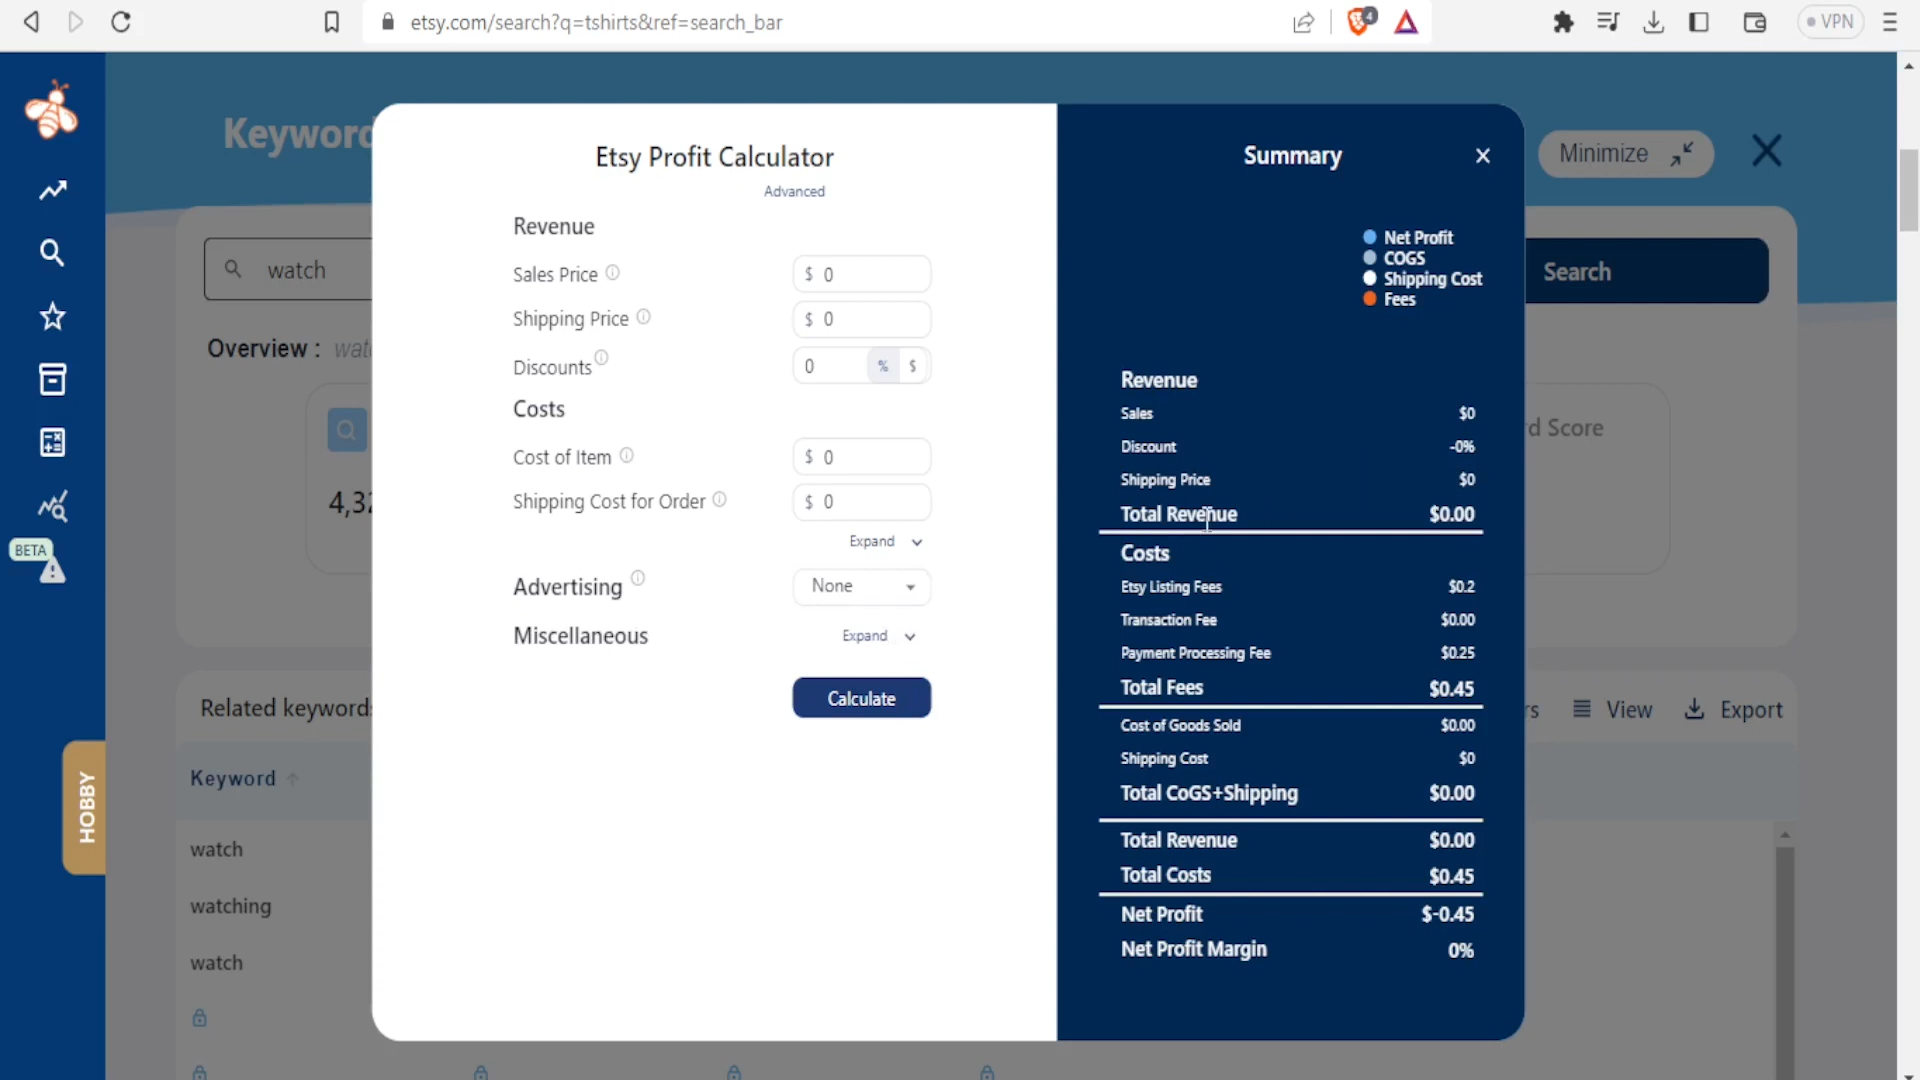 etsy.com/search?q=tshirts&ref=search_bar
4
VPN
Keyword
Minimize
watch
Search
Overview :
d Score
4,32
BETA
HOBBY
Related keywords
rs
View
Export
Keyword
watch
watching
watch
Etsy Profit Calculator
Advanced
Revenue
Sales Price
$ 0
Shipping Price
$ 0
Discounts
0 % $
Costs
Cost of Item
$ 0
Shipping Cost for Order
$ 0
Expand
Advertising
None
Miscellaneous
Expand
Calculate
Summary
Net Profit
COGS
Shipping Cost
Fees
Revenue
Sales $0
Discount -0%
Shipping Price $0
Total Revenue $0.00
Costs
Etsy Listing Fees $0.2
Transaction Fee $0.00
Payment Processing Fee $0.25
Total Fees $0.45
Cost of Goods Sold $0.00
Shipping Cost $0
Total CoGS+Shipping $0.00
Total Revenue $0.00
Total Costs $0.45
Net Profit $-0.45
Net Profit Margin 0%